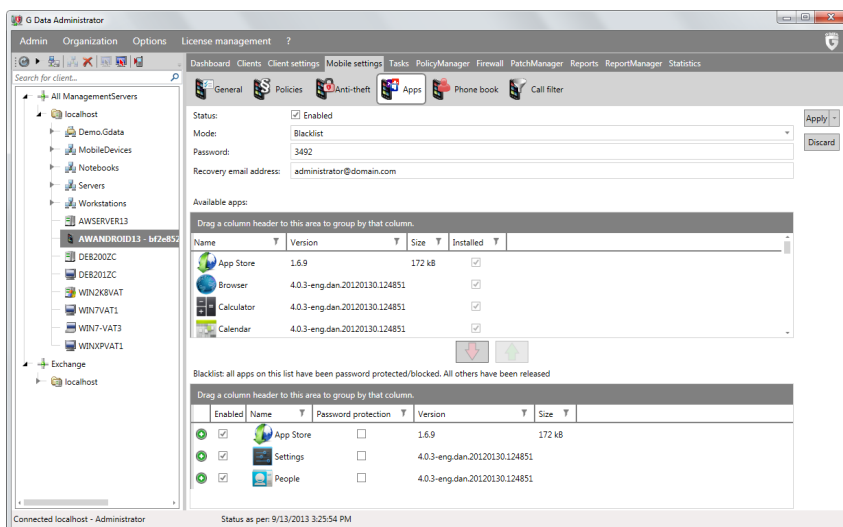 G Data Administrator
Admin Organization Options License management ?
Dashboard Clients Client settings Mobile settings Tasks PolicyManager Firewall PatchManager Reports ReportManager Statistics
Search for client...
General Policies Anti-theft Apps Phone book Call filter
All ManagementServers
localhost
Demo.Gdata
MobileDevices
Notebooks
Servers
Workstations
AWSERVER13
AWANDROID13 - bf2e852
DEB200ZC
DEB201ZC
WIN2K8VAT
WIN7VAT1
WIN7-VAT3
WINXPVAT1
Exchange
localhost
Status: Enabled
Mode: Blacklist
Password: 3492
Recovery email address: administrator@domain.com
Apply
Discard
Available apps:
Drag a column header to this area to group by that column.
Name Version Size Installed
App Store 1.6.9 172 kB
Browser 4.0.3-eng.dan.20120130.124851
Calculator 4.0.3-eng.dan.20120130.124851
Calendar 4.0.3-eng.dan.20120130.124851
Blacklist: all apps on this list have been password protected/blocked. All others have been released
Drag a column header to this area to group by that column.
Enabled Name Password protection Version Size
App Store 1.6.9 172 kB
Settings 4.0.3-eng.dan.20120130.124851
People 4.0.3-eng.dan.20120130.124851
Connected localhost - Administrator Status as per: 9/13/2013 3:25:54 PM